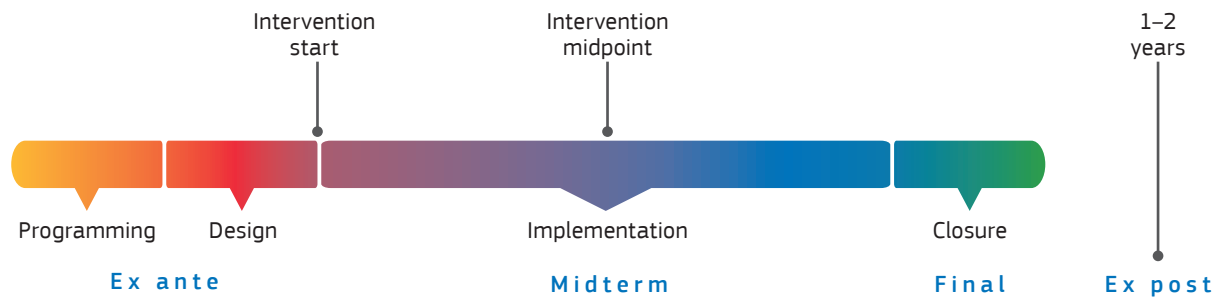 Intervention
start
Intervention
midpoint
1–2
years
Programming
Design
Implementation
Closure
Ex ante
Midterm
Final
Ex post